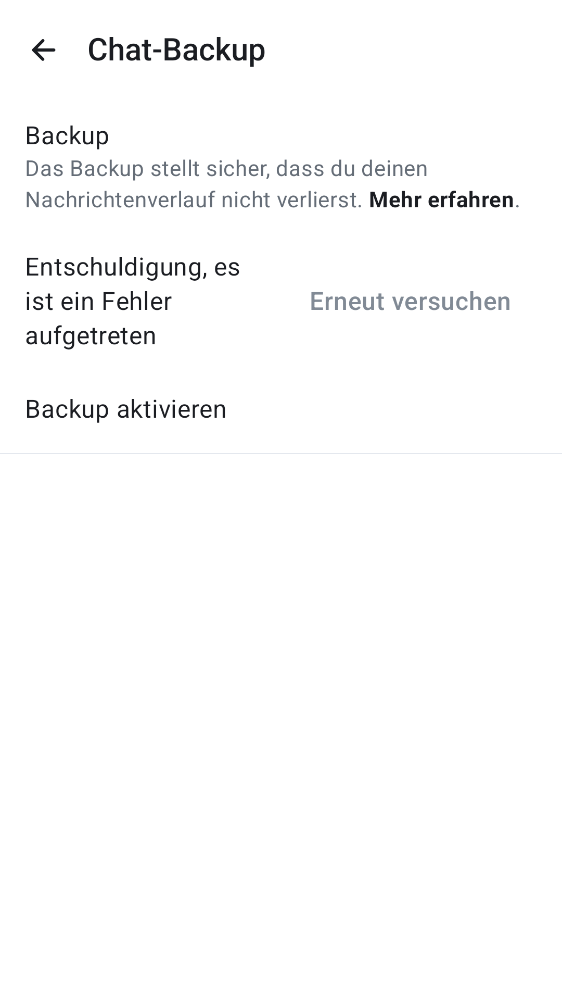 Chat-Backup
Backup
Das Backup stellt sicher, dass du deinen
Nachrichtenverlauf nicht verlierst. Mehr erfahren.
Entschuldigung, es
ist ein Fehler
aufgetreten
Erneut versuchen
Backup aktivieren